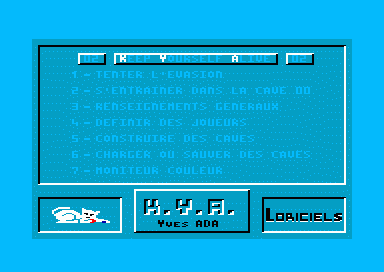 02 KEEP YOURSELF ALIVE 02
1 - TENTER L'EVASION
2 - S'ENTRAINER DANS LA CAVE 00
3 - RENSEIGNEMENTS GENERAUX
4 - DEFINIR DES JOUEURS
5 - CONSTRUIRE DES CAVES
6 - CHARGER OU SAUVER DES CAVES
7 - MONITEUR COULEUR
K.Y.A.
YVES ADA
LORICIELS